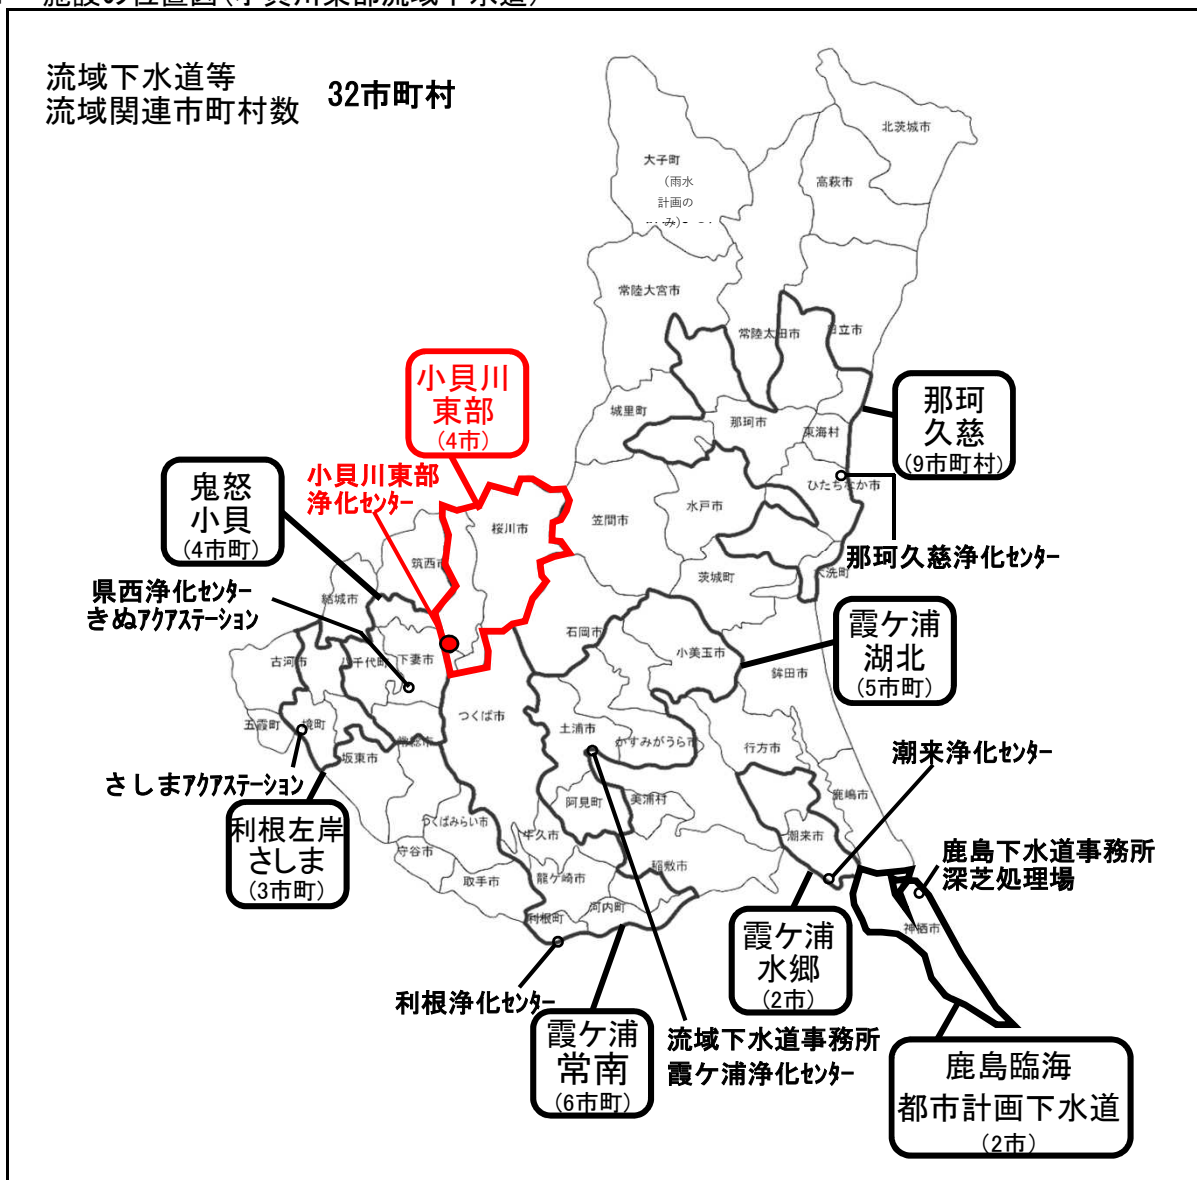 施設の位置図(小貝川東部流域下水道)
流域下水道等
流域関連市町村数
32市町村
北茨城市
大子町
(雨水
計画の
み)
高萩市
常陸大宮市
常陸太田市
日立市
小貝川
東部
(4市)
城里町
那珂市
東海村
那珂
久慈
(9市町村)
鬼怒
小貝
(4市町)
小貝川東部
浄化センター
桜川市
笠間市
水戸市
ひたちなか市
那珂久慈浄化センター
筑西市
茨城町
大洗町
県西浄化センター
きぬアクアステーション
結城市
石岡市
小美玉市
霞ケ浦
湖北
(5市町)
古河市
八千代町
下妻市
鉾田市
五霞町
境町
つくば市
土浦市
かすみがうら市
行方市
潮来浄化センター
坂東市
常総市
さしまアクアステーション
阿見町
美浦村
鹿嶋市
利根左岸
さしま
(3市町)
つくばみらい市
牛久市
潮来市
守谷市
取手市
龍ケ崎市
稲敷市
鹿島下水道事務所
深芝処理場
利根町
河内町
神栖市
霞ケ浦
水郷
(2市)
利根浄化センター
霞ケ浦
常南
(6市町)
流域下水道事務所
霞ケ浦浄化センター
鹿島臨海
都市計画下水道
(2市)